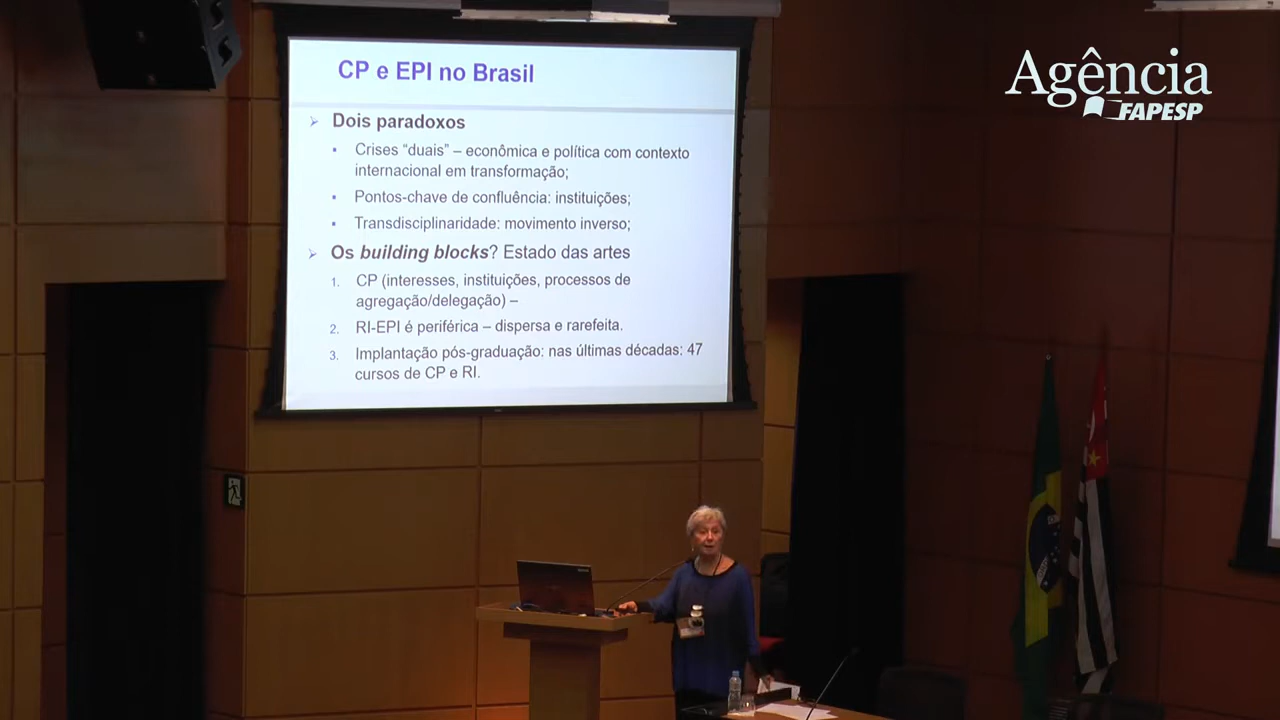 CP e EPI no Brasil
Dois paradoxos
Crises “duais” – econômica e política com contexto
internacional em transformação;
Pontos-chave de confluência: instituições;
Transdisciplinaridade: movimento inverso;
Os building blocks? Estado das artes
1. CP (interesses, instituições, processos de
agregação/delegação) –
2. RI-EPI é periférica – dispersa e rarefeita.
3. Implantação pós-graduação: nas últimas décadas: 47
cursos de CP e RI.
Agência
FAPESP